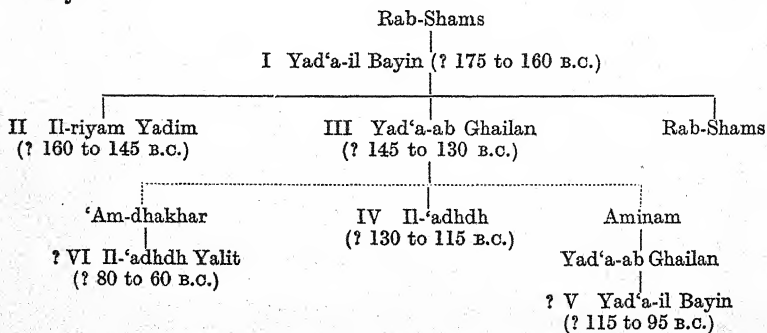 Rab-Shams
I Yad‘a-il Bayin (? 175 to 160 B.C.)
II Il-riyam Yadim III Yad‘a-ab Ghailan Rab-Shams
(? 160 to 145 B.C.) (? 145 to 130 B.C.)
‘Am-dhakhar IV Il-‘adhdh Aminam
(? 130 to 115 B.C.)
? VI Il-‘adhdh Yalit Yad‘a-ab Ghailan
(? 80 to 60 B.C.)
? V Yad‘a-il Bayin
(? 115 to 95 B.C.)